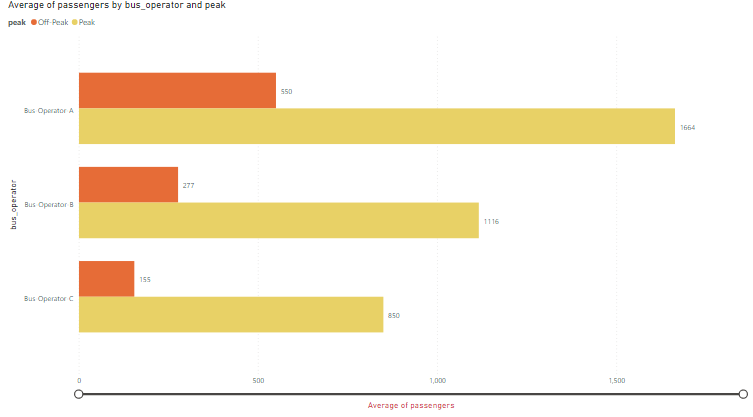 Average of passengers by bus_operator and peak
peak Off-Peak Peak
550
Bus-Operator-A
1664
277
Bus-Operator-B
1116
155
Bus-Operator-C
850
bus_operator
0 500 1,000 1,500
Average of passengers